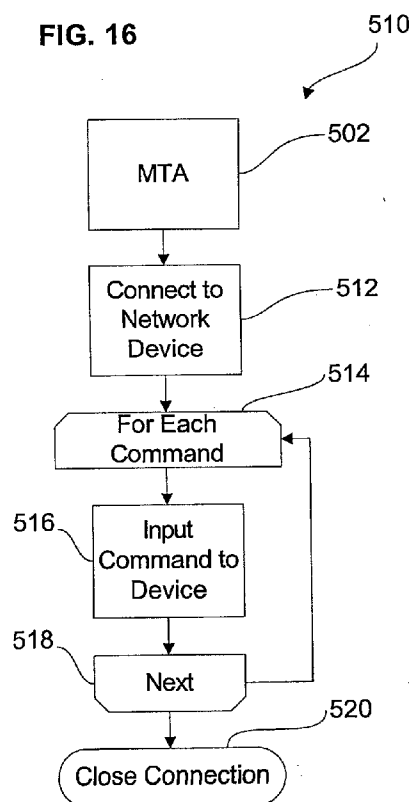 FIG. 16
510
MTA
502
Connect to
Network
Device
512
514
For Each
Command
516
Input
Command to
Device
518
Next
520
Close Connection